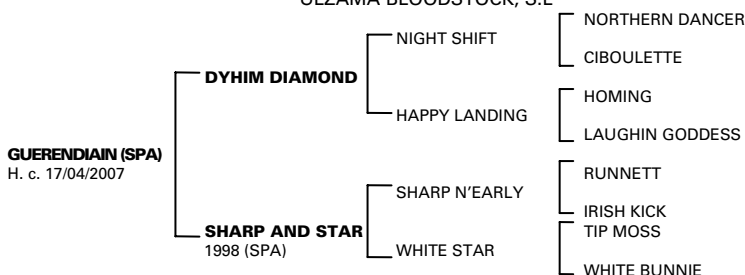 ULZAMA BLOODSTOCK, S.L
NORTHERN DANCER
NIGHT SHIFT
CIBOULETTE
DYHIM DIAMOND
HOMING
HAPPY LANDING
LAUGHIN GODDESS
GUERENDIAIN (SPA)
H. c. 17/04/2007
RUNNETT
SHARP N'EARLY
IRISH KICK
SHARP AND STAR
1998 (SPA)
TIP MOSS
WHITE STAR
WHITE BUNNIE